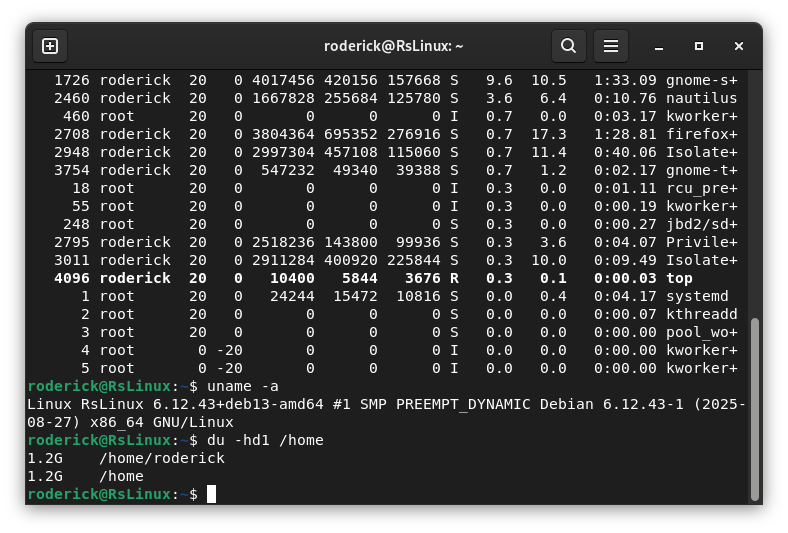 roderick@RsLinux: ~
1726 roderick  20   0 4017456 420156 157668 S   9.6  10.5   1:33.09 gnome-s+
2460 roderick  20   0 1667828 255684 125780 S   3.6   6.4   0:10.76 nautilus
460 root      20   0       0      0      0 I   0.7   0.0   0:03.17 kworker+
2708 roderick  20   0 3804364 695352 276916 S   0.7  17.3   1:28.81 firefox+
2948 roderick  20   0 2997304 457108 115060 S   0.7  11.4   0:40.06 Isolate+
3754 roderick  20   0  547232  49340  39388 S   0.7   1.2   0:02.17 gnome-t+
18 root      20   0       0      0      0 I   0.3   0.0   0:01.11 rcu_pre+
55 root      20   0       0      0      0 I   0.3   0.0   0:00.19 kworker+
248 root      20   0       0      0      0 S   0.3   0.0   0:00.27 jbd2/sd+
2795 roderick  20   0 2518236 143800  99936 S   0.3   3.6   0:04.07 Privile+
3011 roderick  20   0 2911284 400920 225844 S   0.3  10.0   0:09.49 Isolate+
4096 roderick  20   0   10400   5844   3676 R   0.3   0.1   0:00.03 top
1 root      20   0   24244  15472  10816 S   0.0   0.4   0:04.17 systemd
2 root      20   0       0      0      0 S   0.0   0.0   0:00.07 kthreadd
3 root      20   0       0      0      0 S   0.0   0.0   0:00.00 pool_wo+
4 root       0 -20       0      0      0 I   0.0   0.0   0:00.00 kworker+
5 root       0 -20       0      0      0 I   0.0   0.0   0:00.00 kworker+
roderick@RsLinux:~$ uname -a
Linux RsLinux 6.12.43+deb13-amd64 #1 SMP PREEMPT_DYNAMIC Debian 6.12.43-1 (2025-
08-27) x86_64 GNU/Linux
roderick@RsLinux:~$ du -hd1 /home
1.2G    /home/roderick
1.2G    /home
roderick@RsLinux:~$